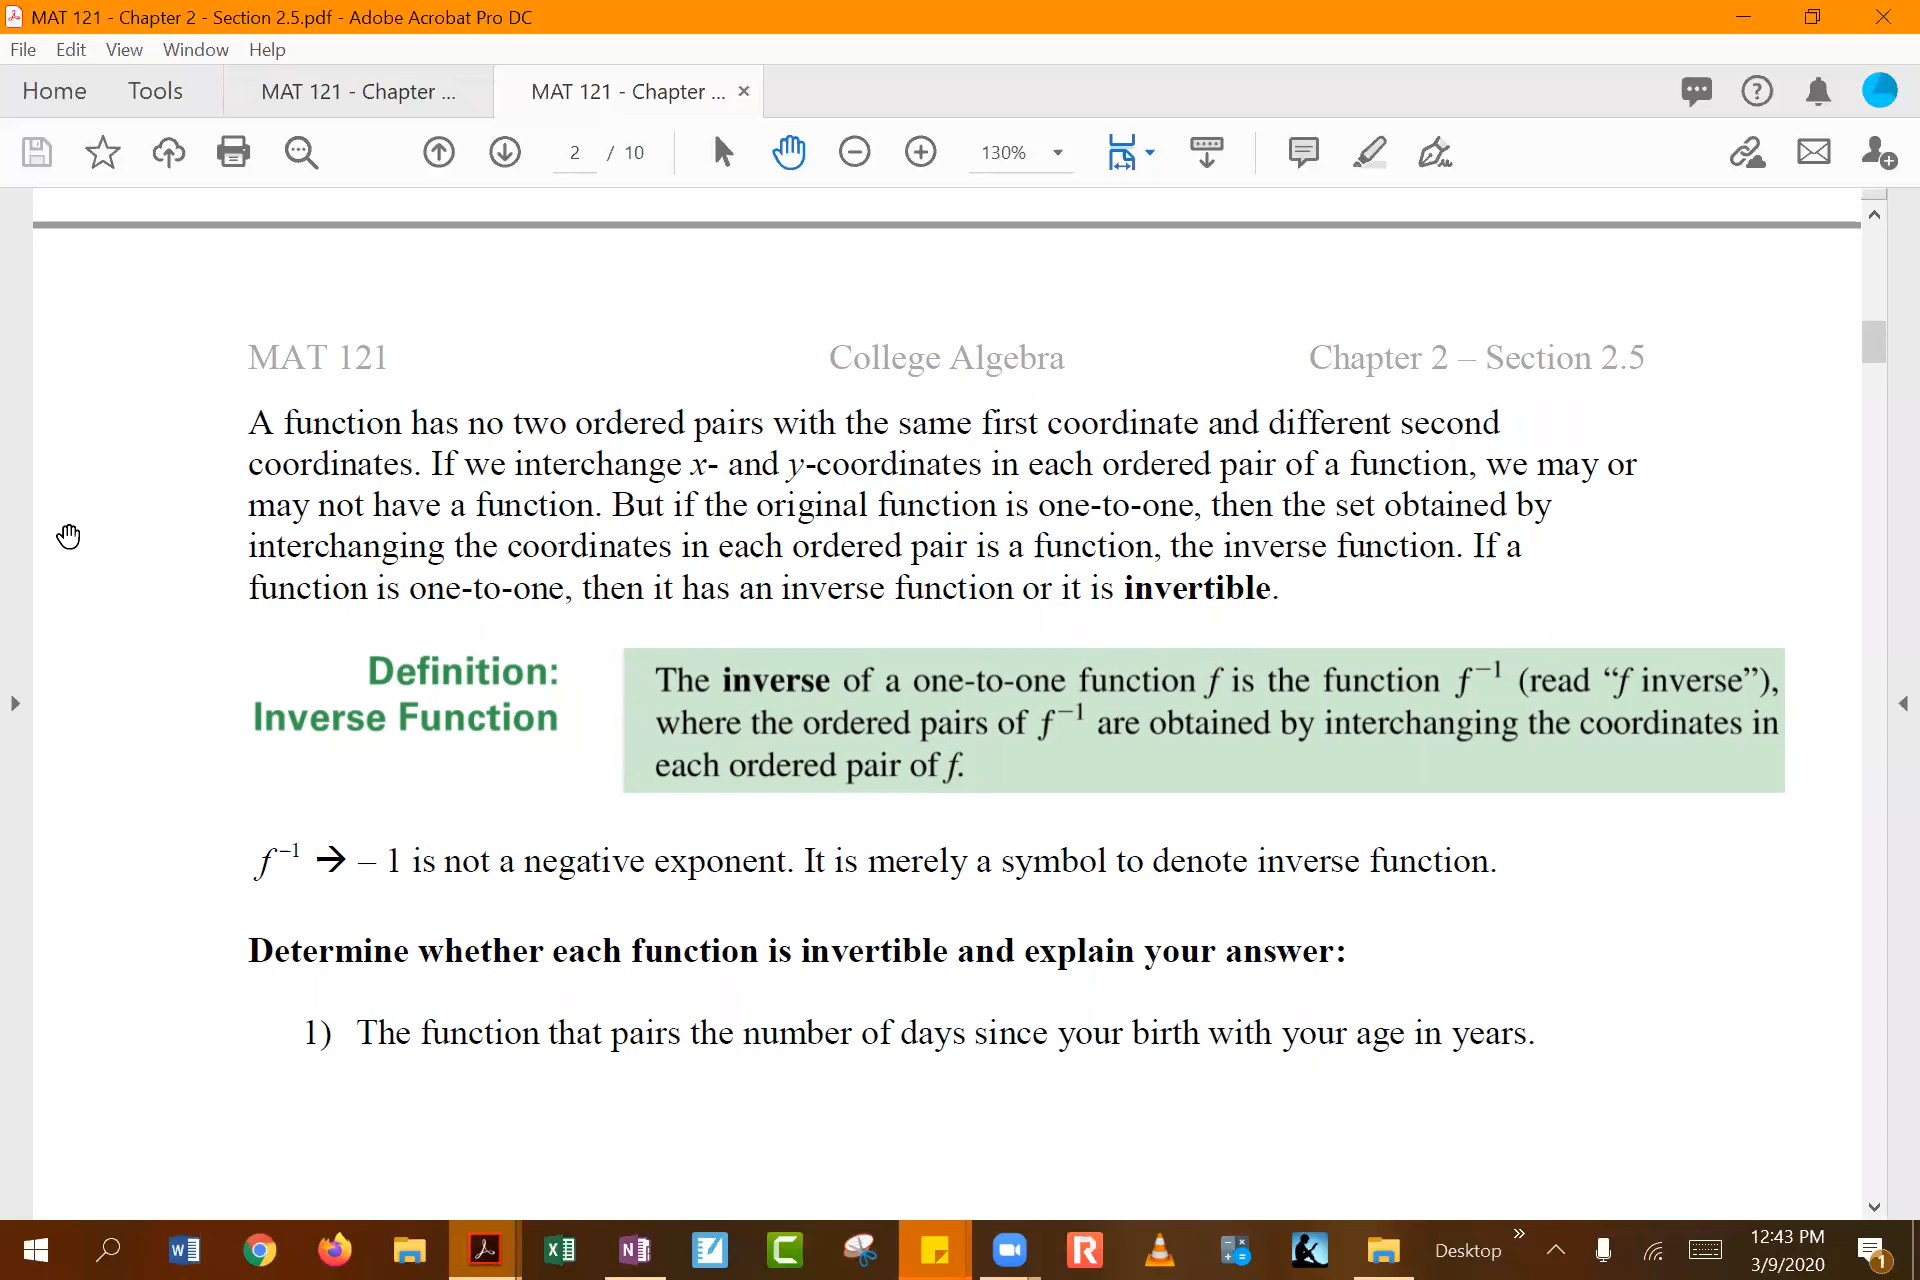 MAT 121 - Chapter 2 - Section 2.5.pdf - Adobe Acrobat Pro DC
File Edit View Window Help
Home Tools MAT 121 - Chapter ... MAT 121 - Chapter ... ×
2 / 10 130%
MAT 121 College Algebra Chapter 2 – Section 2.5
A function has no two ordered pairs with the same first coordinate and different second
coordinates. If we interchange x- and y-coordinates in each ordered pair of a function, we may or
may not have a function. But if the original function is one-to-one, then the set obtained by
interchanging the coordinates in each ordered pair is a function, the inverse function. If a
function is one-to-one, then it has an inverse function or it is invertible.
Definition:
Inverse Function
The inverse of a one-to-one function f is the function f⁻¹ (read “f inverse”),
where the ordered pairs of f⁻¹ are obtained by interchanging the coordinates in
each ordered pair of f.
f⁻¹ → – 1 is not a negative exponent. It is merely a symbol to denote inverse function.
Determine whether each function is invertible and explain your answer:
1) The function that pairs the number of days since your birth with your age in years.
Desktop
12:43 PM
3/9/2020
1